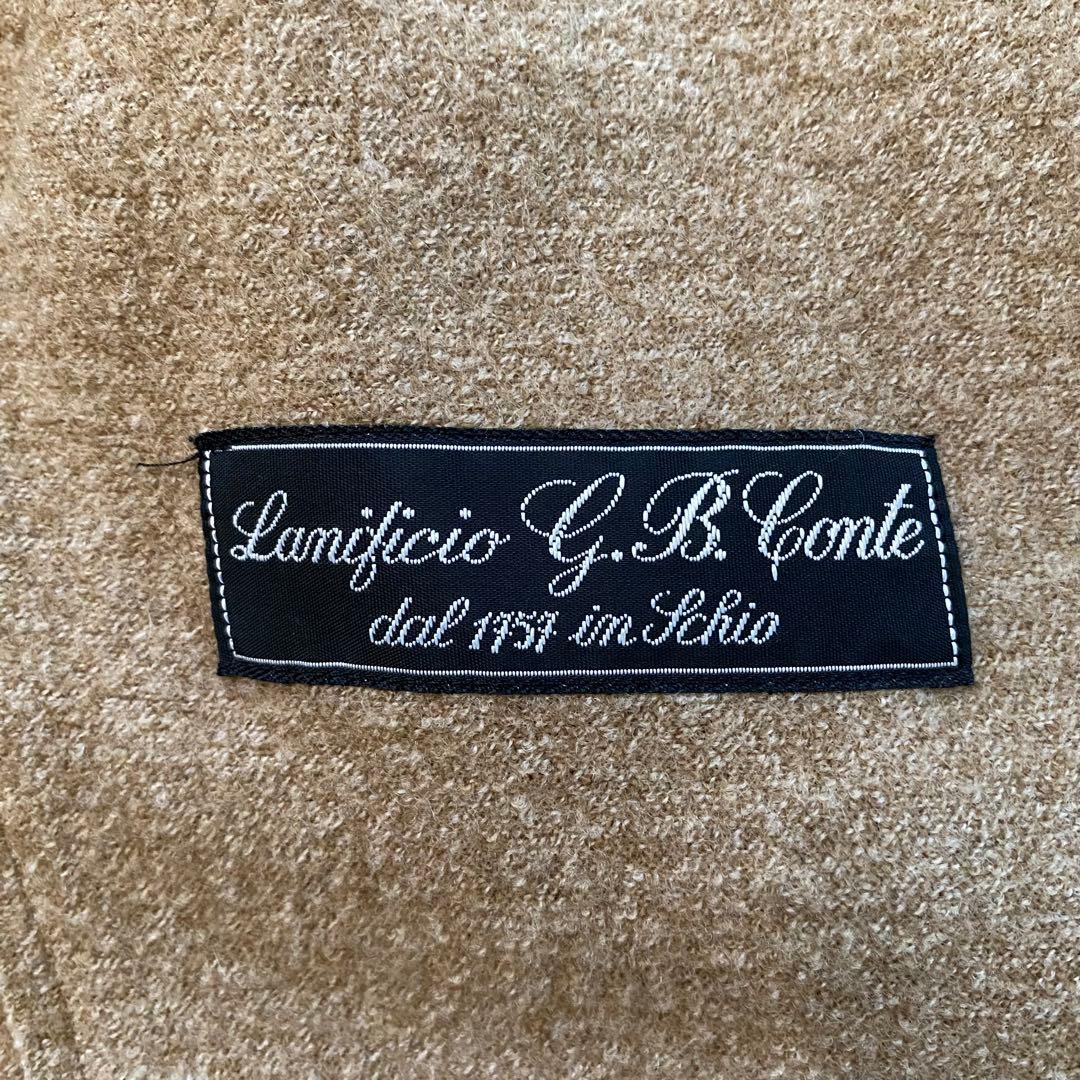 Lanificio G.B. Conte
dal 1757 in Schio